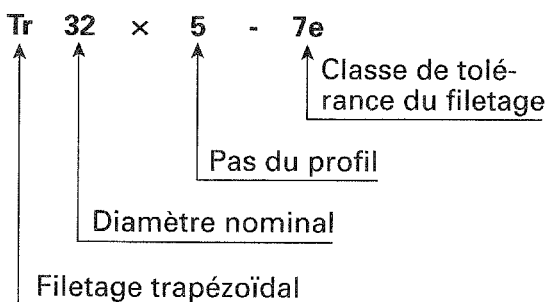 Tr 32 × 5 - 7e
Classe de tolé-
rance du filetage
Pas du profil
Diamètre nominal
Filetage trapézoïdal